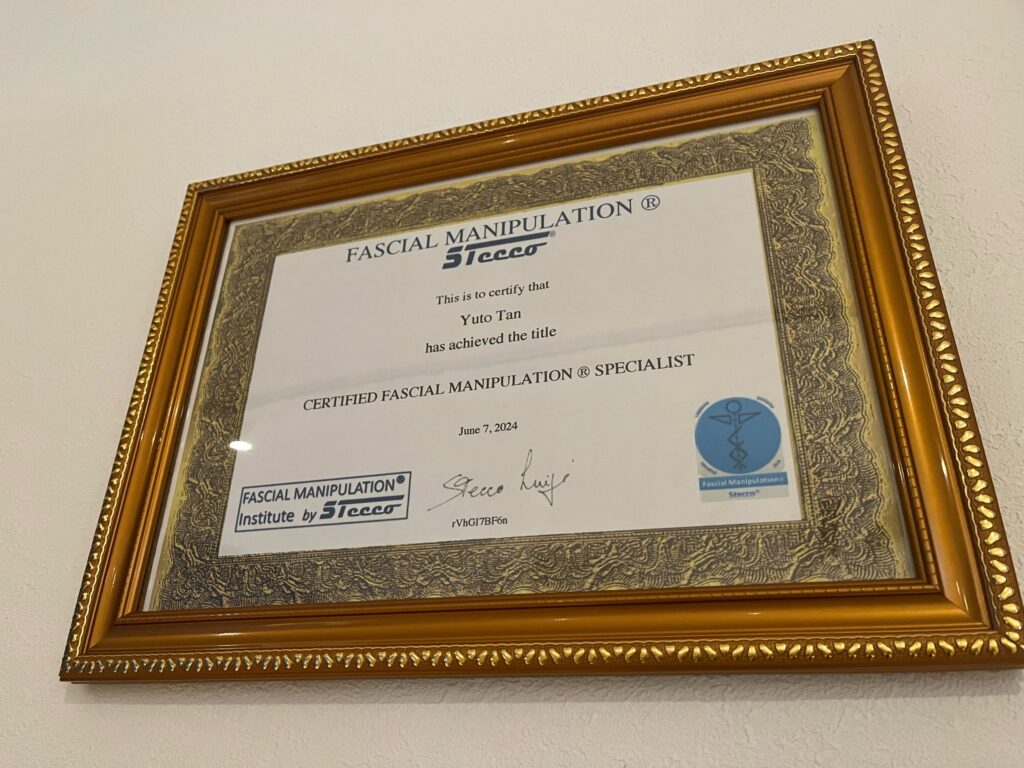 FASCIAL MANIPULATION ®
STecco®
This is to certify that
Yuto Tan
has achieved the title
CERTIFIED FASCIAL MANIPULATION ® SPECIALIST
June 7, 2024
FASCIAL MANIPULATION®
Institute by STecco
Stecco Luigi
rVhGI7BF6n
Fascial Manipulation®
Stecco®